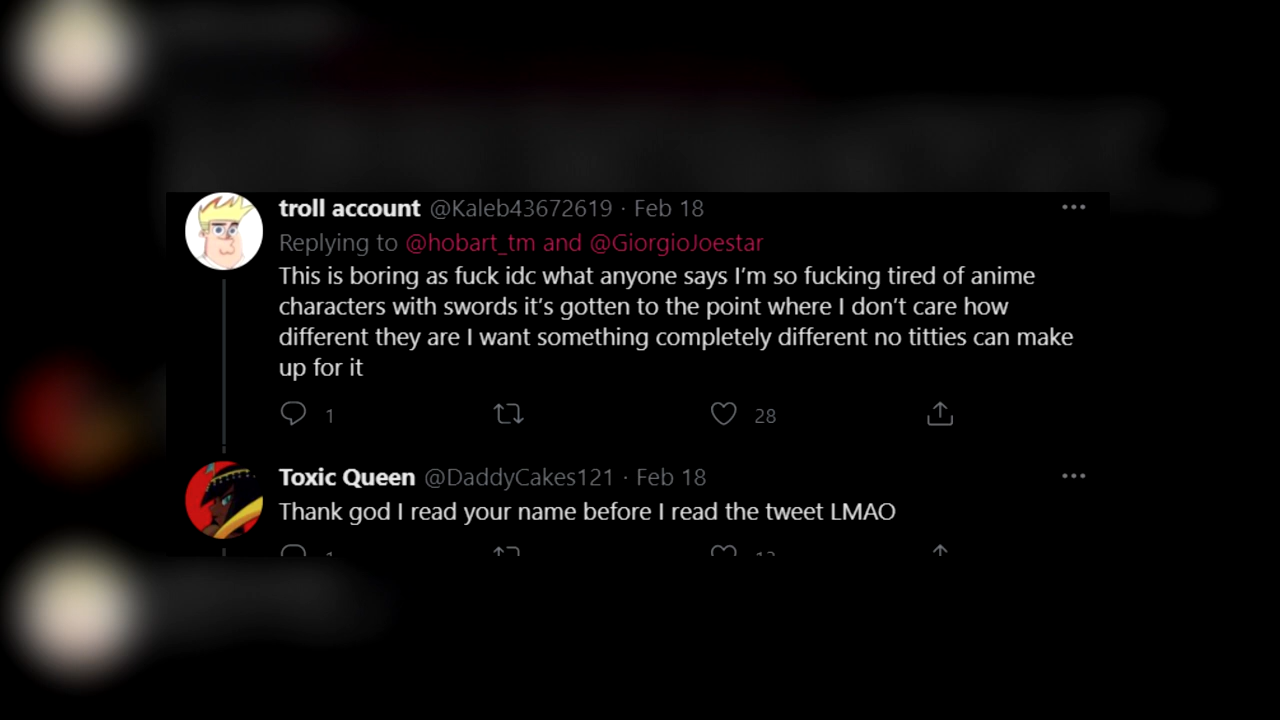 troll account @Kaleb43672619 · Feb 18
Replying to @hobart_tm and @GiorgioJoestar
This is boring as fuck idc what anyone says I’m so fucking tired of anime
characters with swords it’s gotten to the point where I don’t care how
different they are I want something completely different no titties can make
up for it
1 28
Toxic Queen @DaddyCakes121 · Feb 18
Thank god I read your name before I read the tweet LMAO